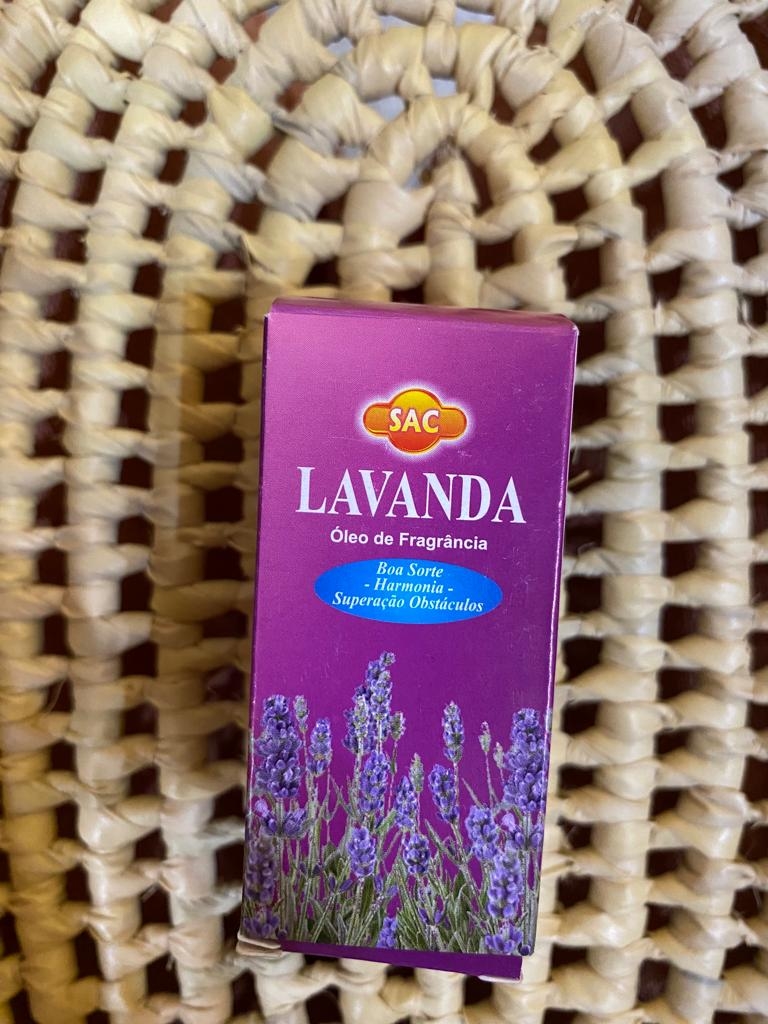 SAC
LAVANDA
Óleo de Fragrância
Boa Sorte
- Harmonia -
Superação Obstáculos